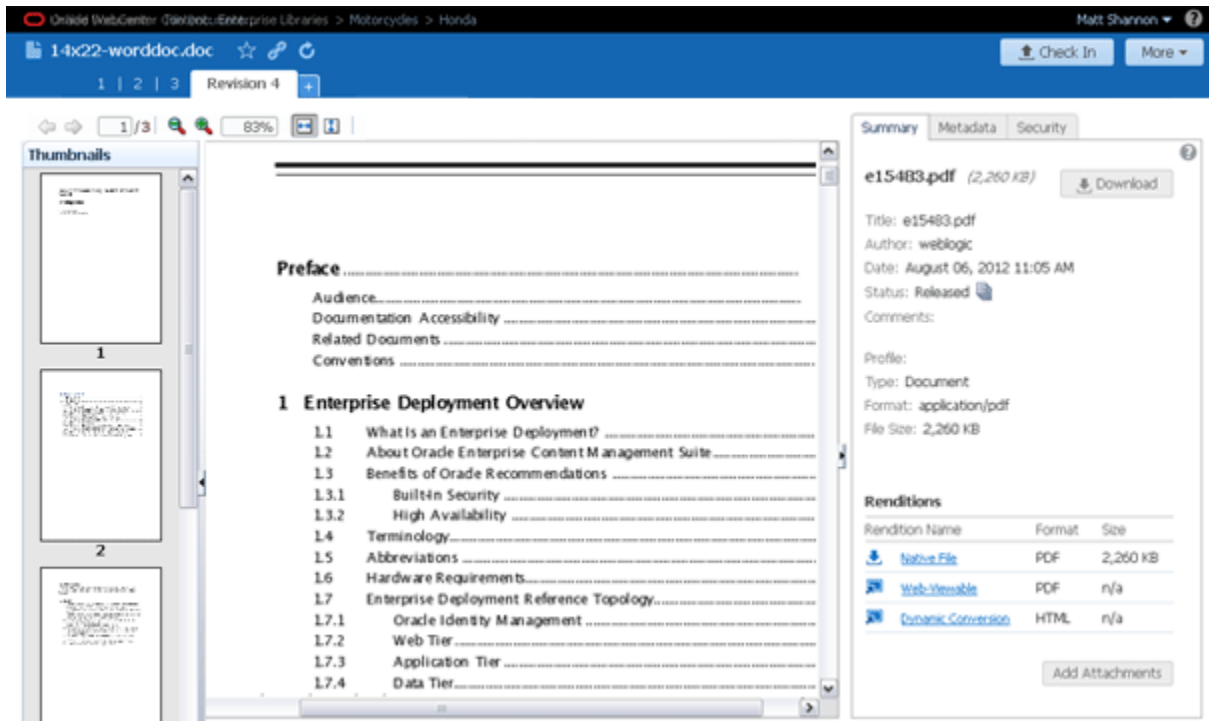 Oracle WebCenter Content: Enterprise Libraries > Motorcycles > Honda
Matt Shannon
14x22-worddoc.doc
Check In
More
1 | 2 | 3
Revision 4
+
1 /3
83%
Thumbnails
1
2
Preface
Audience
Documentation Accessibility
Related Documents
Conventions
1 Enterprise Deployment Overview
1.1 What Is an Enterprise Deployment?
1.2 About Oracle Enterprise Content Management Suite
1.3 Benefits of Oracle Recommendations
1.3.1 Built-in Security
1.3.2 High Availability
1.4 Terminology
1.5 Abbreviations
1.6 Hardware Requirements
1.7 Enterprise Deployment Reference Topology
1.7.1 Oracle Identity Management
1.7.2 Web Tier
1.7.3 Application Tier
1.7.4 Data Tier
Summary Metadata Security
e15483.pdf (2,260 KB)
Download
Title: e15483.pdf
Author: weblogic
Date: August 06, 2012 11:05 AM
Status: Released
Comments:
Profile:
Type: Document
Format: application/pdf
File Size: 2,260 KB
Renditions
Rendition Name Format Size
Native File PDF 2,260 KB
Web-Viewable PDF n/a
Dynamic Conversion HTML n/a
Add Attachments